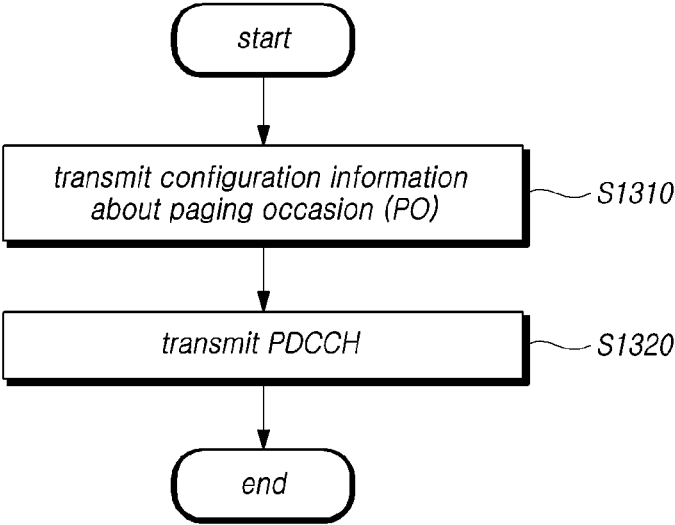 start
transmit configuration information
about paging occasion (PO)
S1310
transmit PDCCH
S1320
end